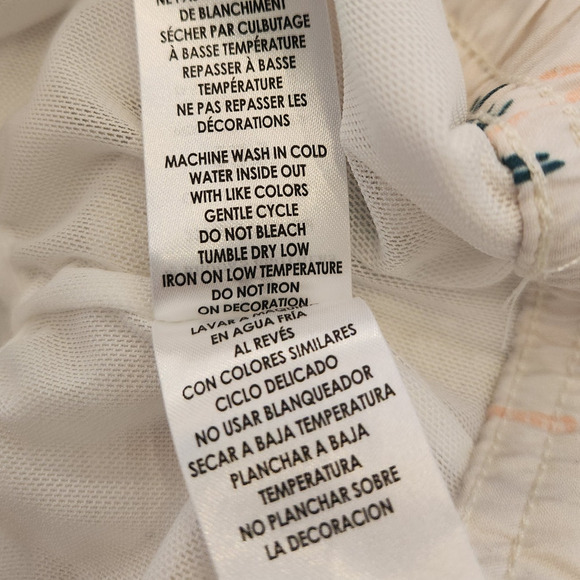 NE PAS
DE BLANCHIMENT
SÉCHER PAR CULBUTAGE
À BASSE TEMPÉRATURE
REPASSER À BASSE
TEMPÉRATURE
NE PAS REPASSER LES
DÉCORATIONS
MACHINE WASH IN COLD
WATER INSIDE OUT
WITH LIKE COLORS
GENTLE CYCLE
DO NOT BLEACH
TUMBLE DRY LOW
IRON ON LOW TEMPERATURE
DO NOT IRON
ON DECORATION
LAVAR A
EN AGUA FRÍA
AL REVÉS
CON COLORES SIMILARES
CICLO DELICADO
NO USAR BLANQUEADOR
SECAR A BAJA TEMPERATURA
PLANCHAR A BAJA
TEMPERATURA
NO PLANCHAR SOBRE
LA DECORACION